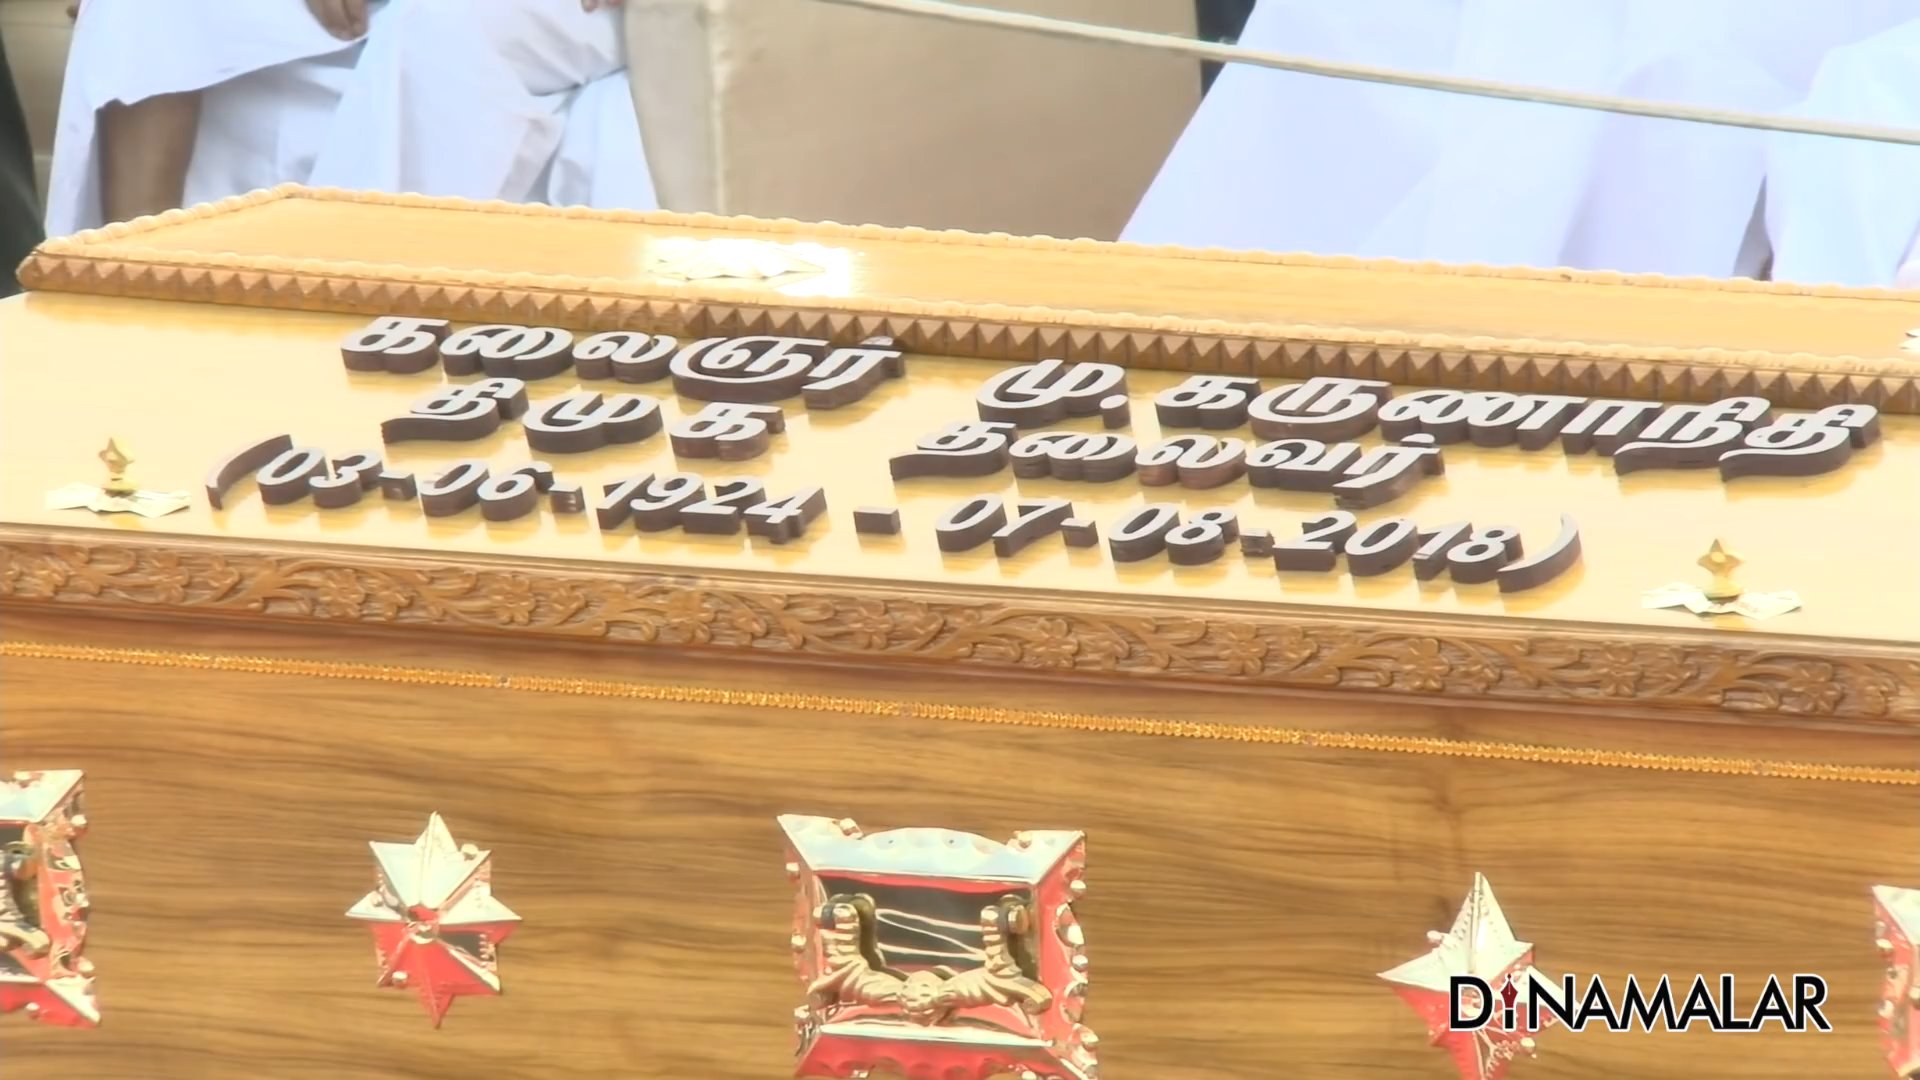 கலைஞர் மு.கருணாநிதி
திமுக தலைவர்
(03-06-1924 - 07-08-2018)
DINAMALAR